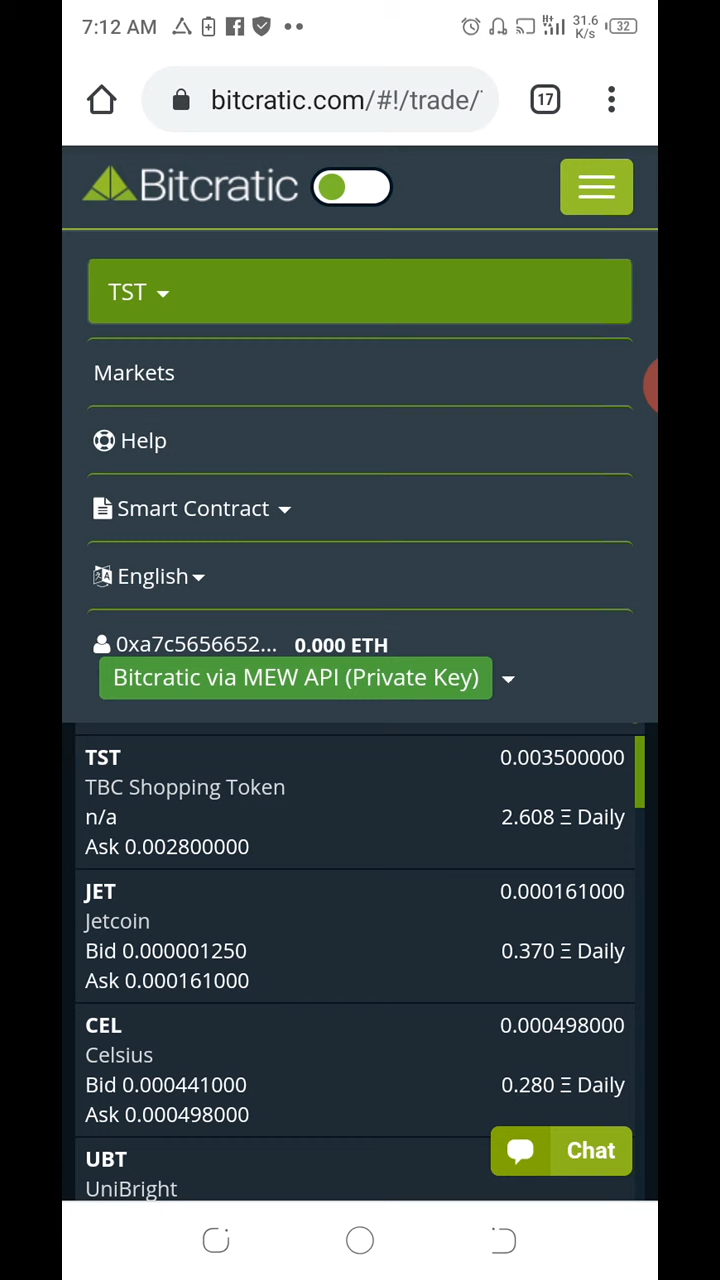 7:12 AM
31.6
K/s
32
bitcratic.com/#!/trade/
17
Bitcratic
TST
Markets
Help
Smart Contract
English
0xa7c5656652... 0.000 ETH
Bitcratic via MEW API (Private Key)
TST 0.003500000
TBC Shopping Token
n/a 2.608 Ξ Daily
Ask 0.002800000
JET 0.000161000
Jetcoin
Bid 0.000001250 0.370 Ξ Daily
Ask 0.000161000
CEL 0.000498000
Celsius
Bid 0.000441000 0.280 Ξ Daily
Ask 0.000498000
Chat
UBT
UniBright